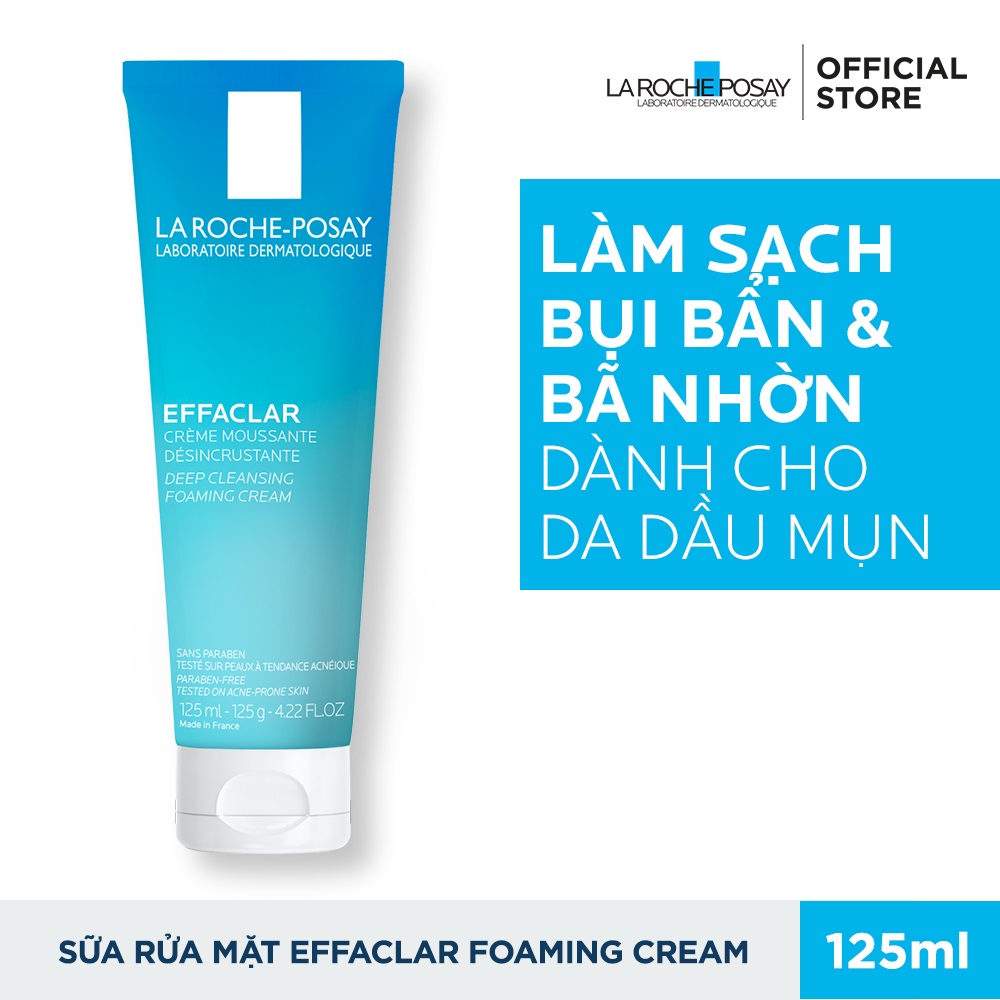 LA ROCHE POSAY
LABORATOIRE DERMATOLOGIQUE
OFFICIAL
STORE
LA ROCHE-POSAY
LABORATOIRE DERMATOLOGIQUE
EFFACLAR
CRÈME MOUSSANTE
DÉSINCRUSTANTE
DEEP CLEANSING
FOAMING CREAM
SANS PARABEN
TESTÉ SUR PEAUX À TENDANCE ACNÉIQUE
PARABEN-FREE
TESTED ON ACNE-PRONE SKIN
125 ml - 125 g - 4.22 FL.OZ
Made in France
LÀM SẠCH
BỤI BẨN &
BÃ NHỜN
DÀNH CHO
DA DẦU MỤN
SỮA RỬA MẶT EFFACLAR FOAMING CREAM
125ml